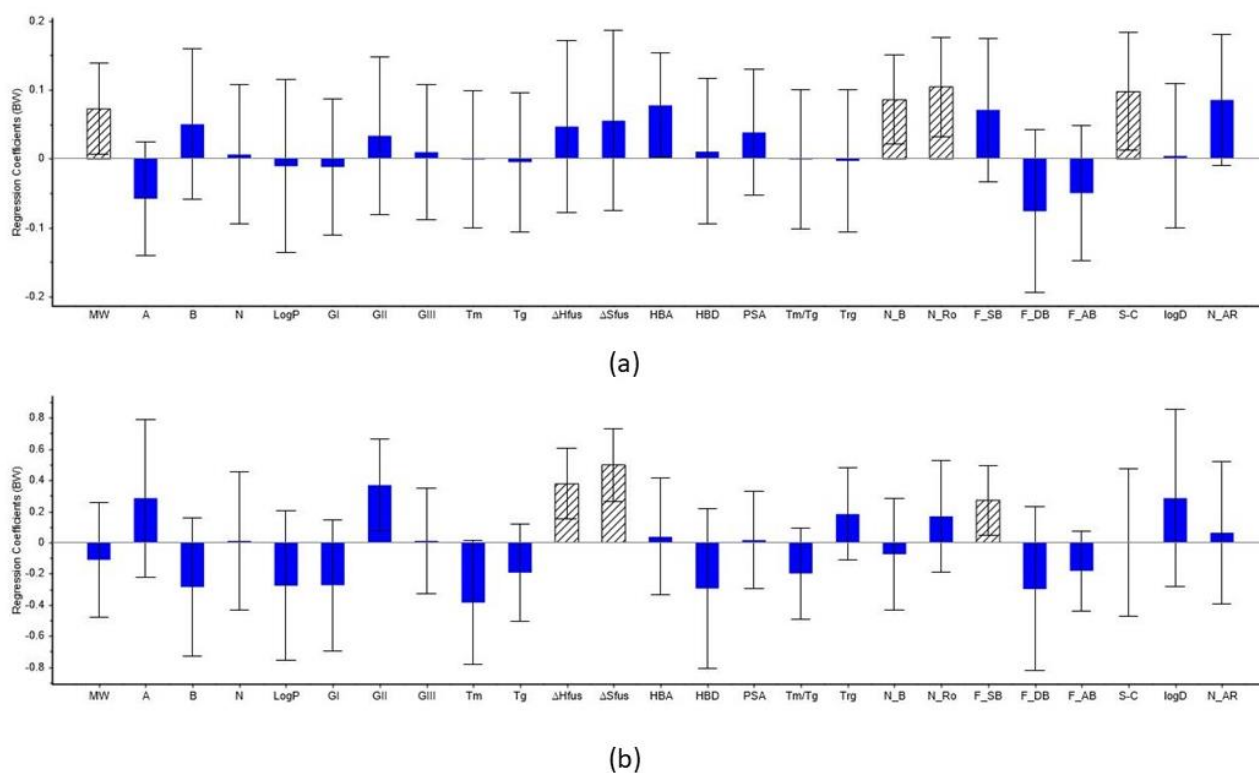 0.2
0.1
0
-0.1
-0.2
Regression Coefficients (BW)
MW A B N LogP GI GII GIII Tm Tg ΔHfus ΔSfus HBA HBD PSA Tm/Tg Trg N_B N_Ro F_SB F_DB F_AB S-C logD N_AR
(a)
0.8
0.6
0.4
0.2
0
-0.2
-0.4
-0.6
-0.8
Regression Coefficients (BW)
MW A B N LogP GI GII GIII Tm Tg ΔHfus ΔSfus HBA HBD PSA Tm/Tg Trg N_B N_Ro F_SB F_DB F_AB S-C logD N_AR
(b)